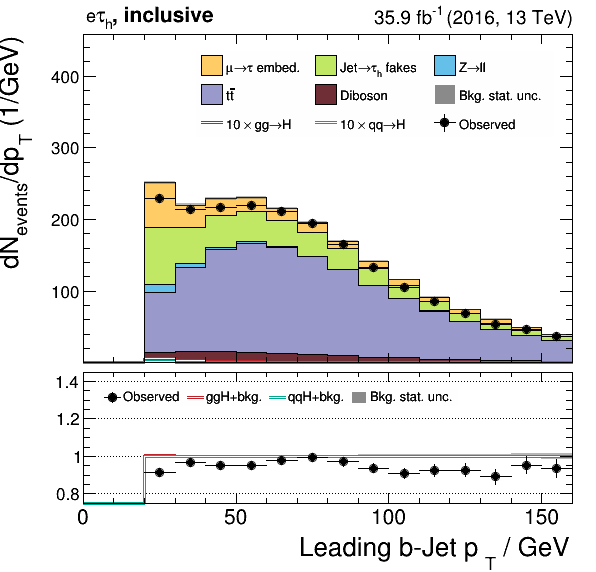 eτh, inclusive 35.9 fb-1 (2016, 13 TeV)
dNevents/dpT (1/GeV)
400
300
200
100
μ→τ embed. Jet→τh fakes Z→ll
tt̅ Diboson Bkg. stat. unc.
10 × gg→H 10 × qq→H Observed
1.4
1.2
1
0.8
Observed ggH+bkg. qqH+bkg. Bkg. stat. unc.
0 50 100 150
Leading b-Jet pT / GeV